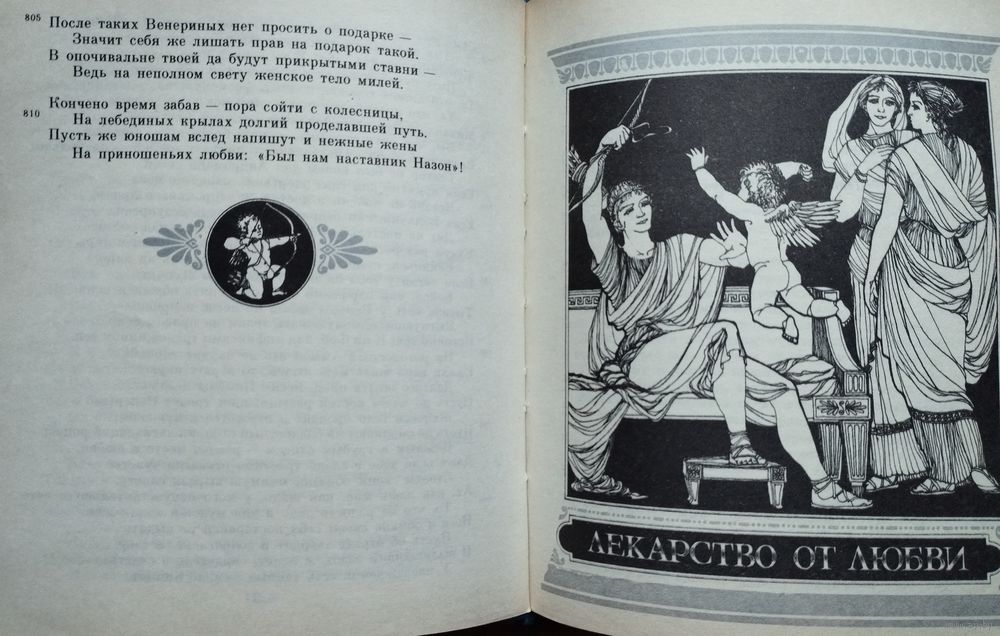 805
После таких Венериных нег просить о подарке —
Значит себя же лишать прав на подарок такой.
В опочивальне твоей да будут прикрытыми ставни —
Ведь на неполном свету женское тело милей.
Кончено время забав — пора сойти с колесницы,
810
На лебединых крылах долгий проделавшей путь.
Пусть же юношам вслед напишут и нежные жены
На приношеньях любви: «Был нам наставник Назон»!
ЛЕКАРСТВО ОТ ЛЮБВИ